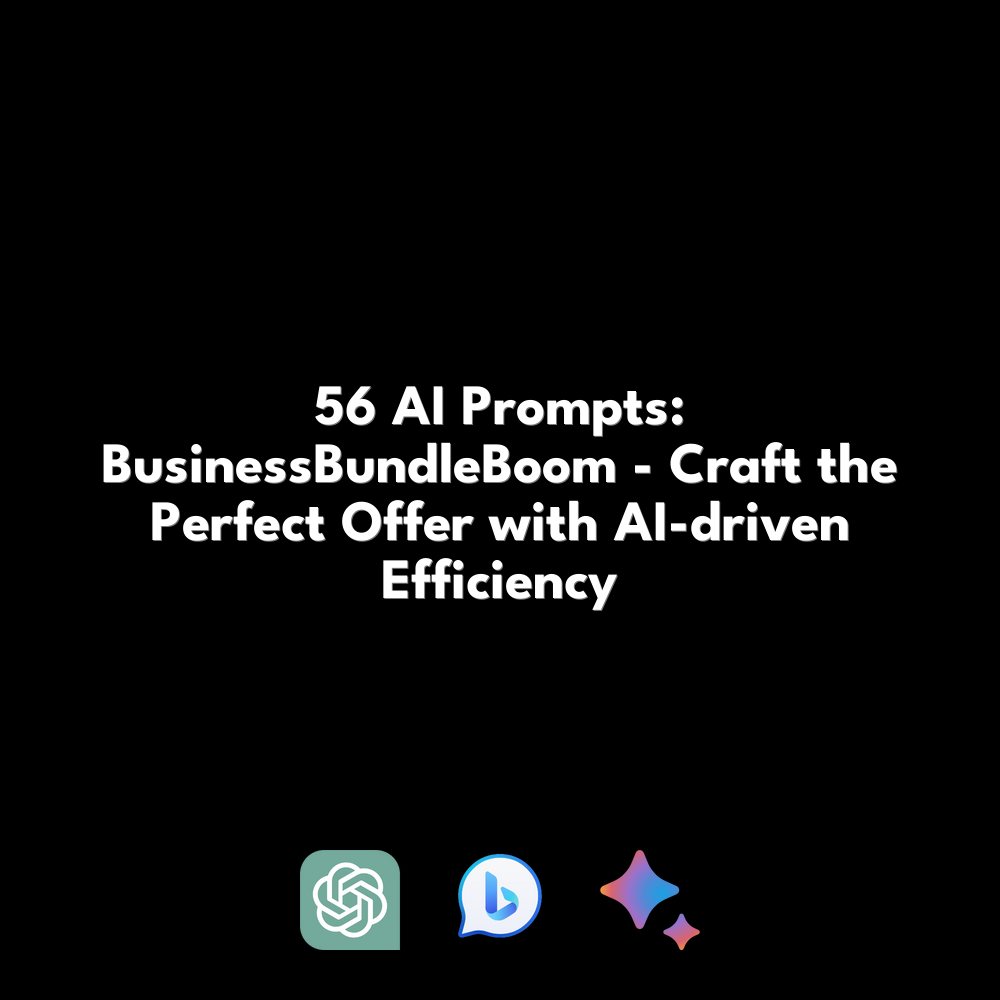 56 AI Prompts:
BusinessBundleBoom - Craft the
Perfect Offer with AI-driven
Efficiency